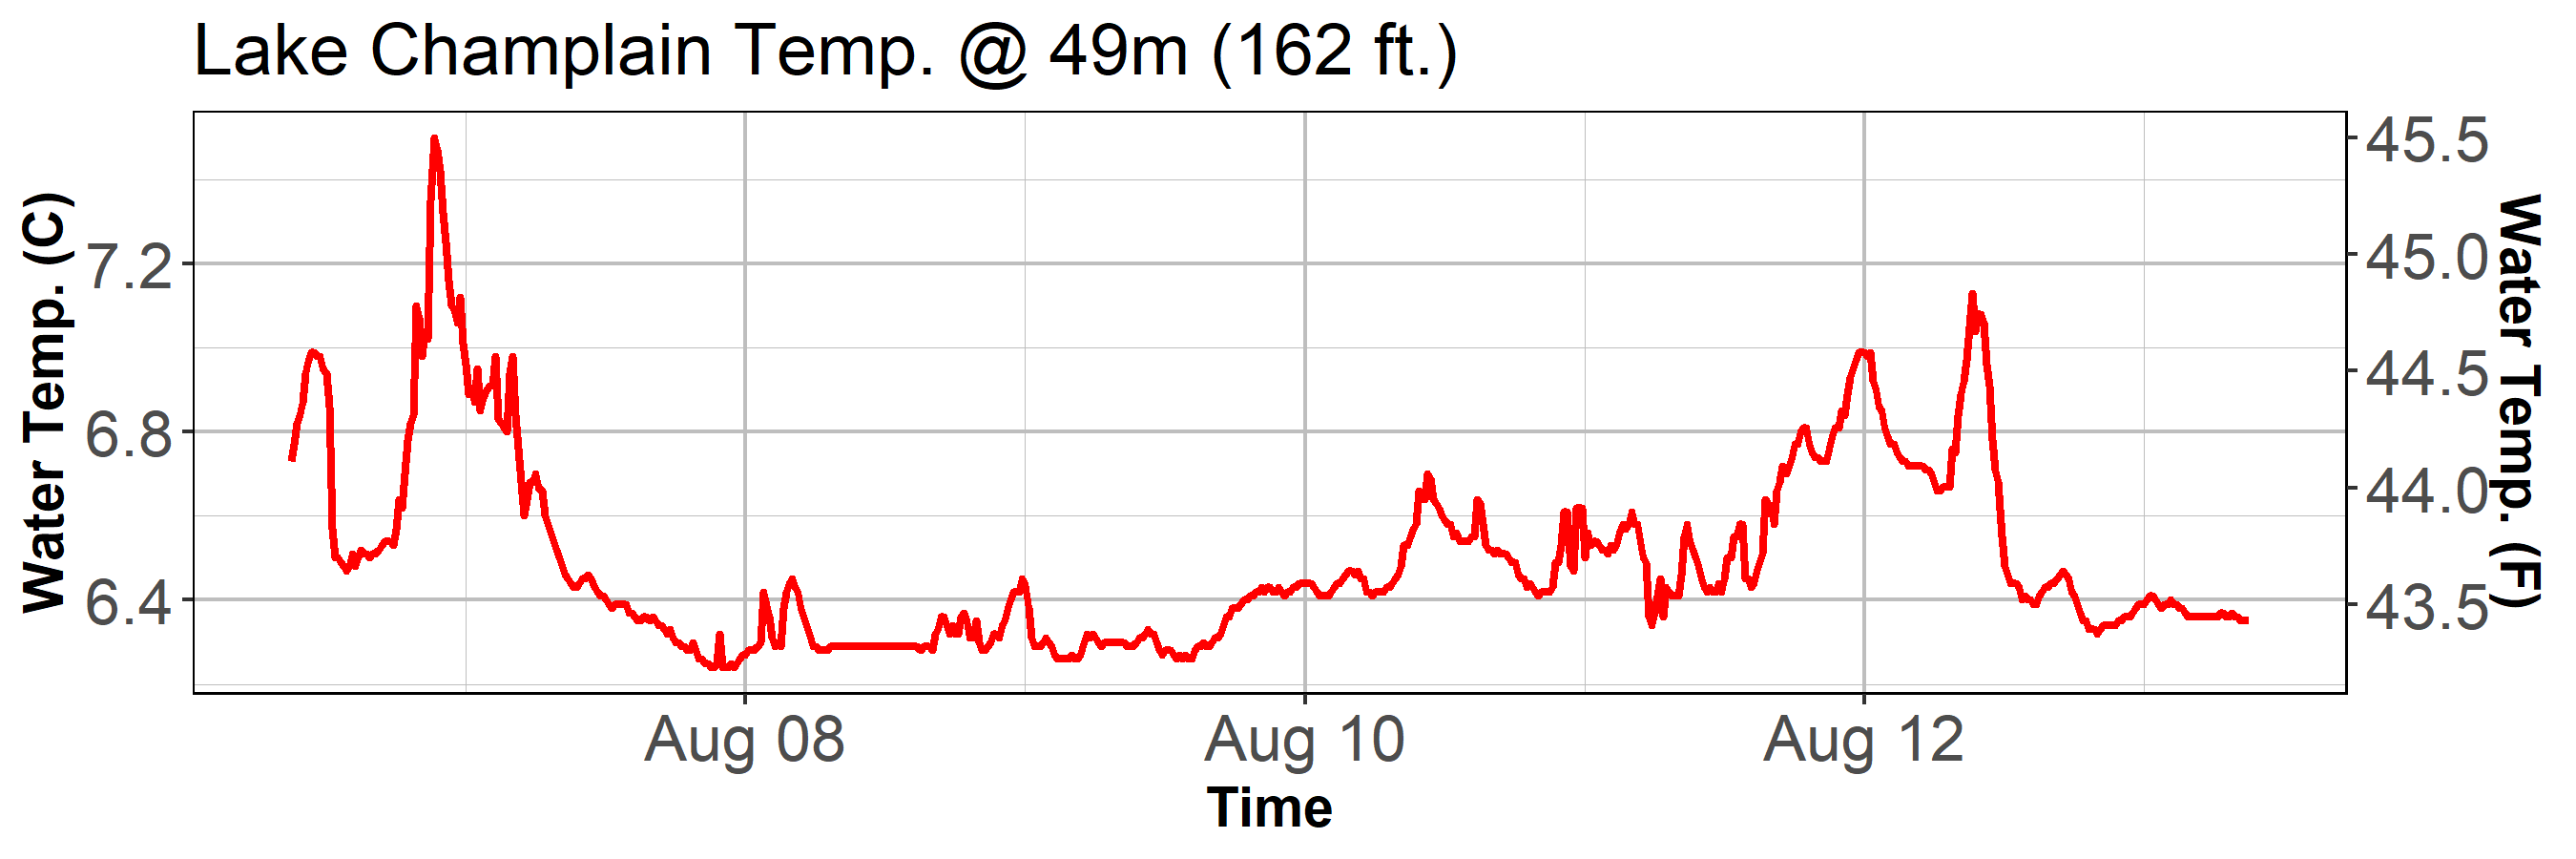 Lake Champlain Temp. @ 49m (162 ft.)
Water Temp. (C)
7.2
6.8
6.4
45.5
45.0
44.5
44.0
43.5
Water Temp. (F)
Aug 08
Aug 10
Aug 12
Time